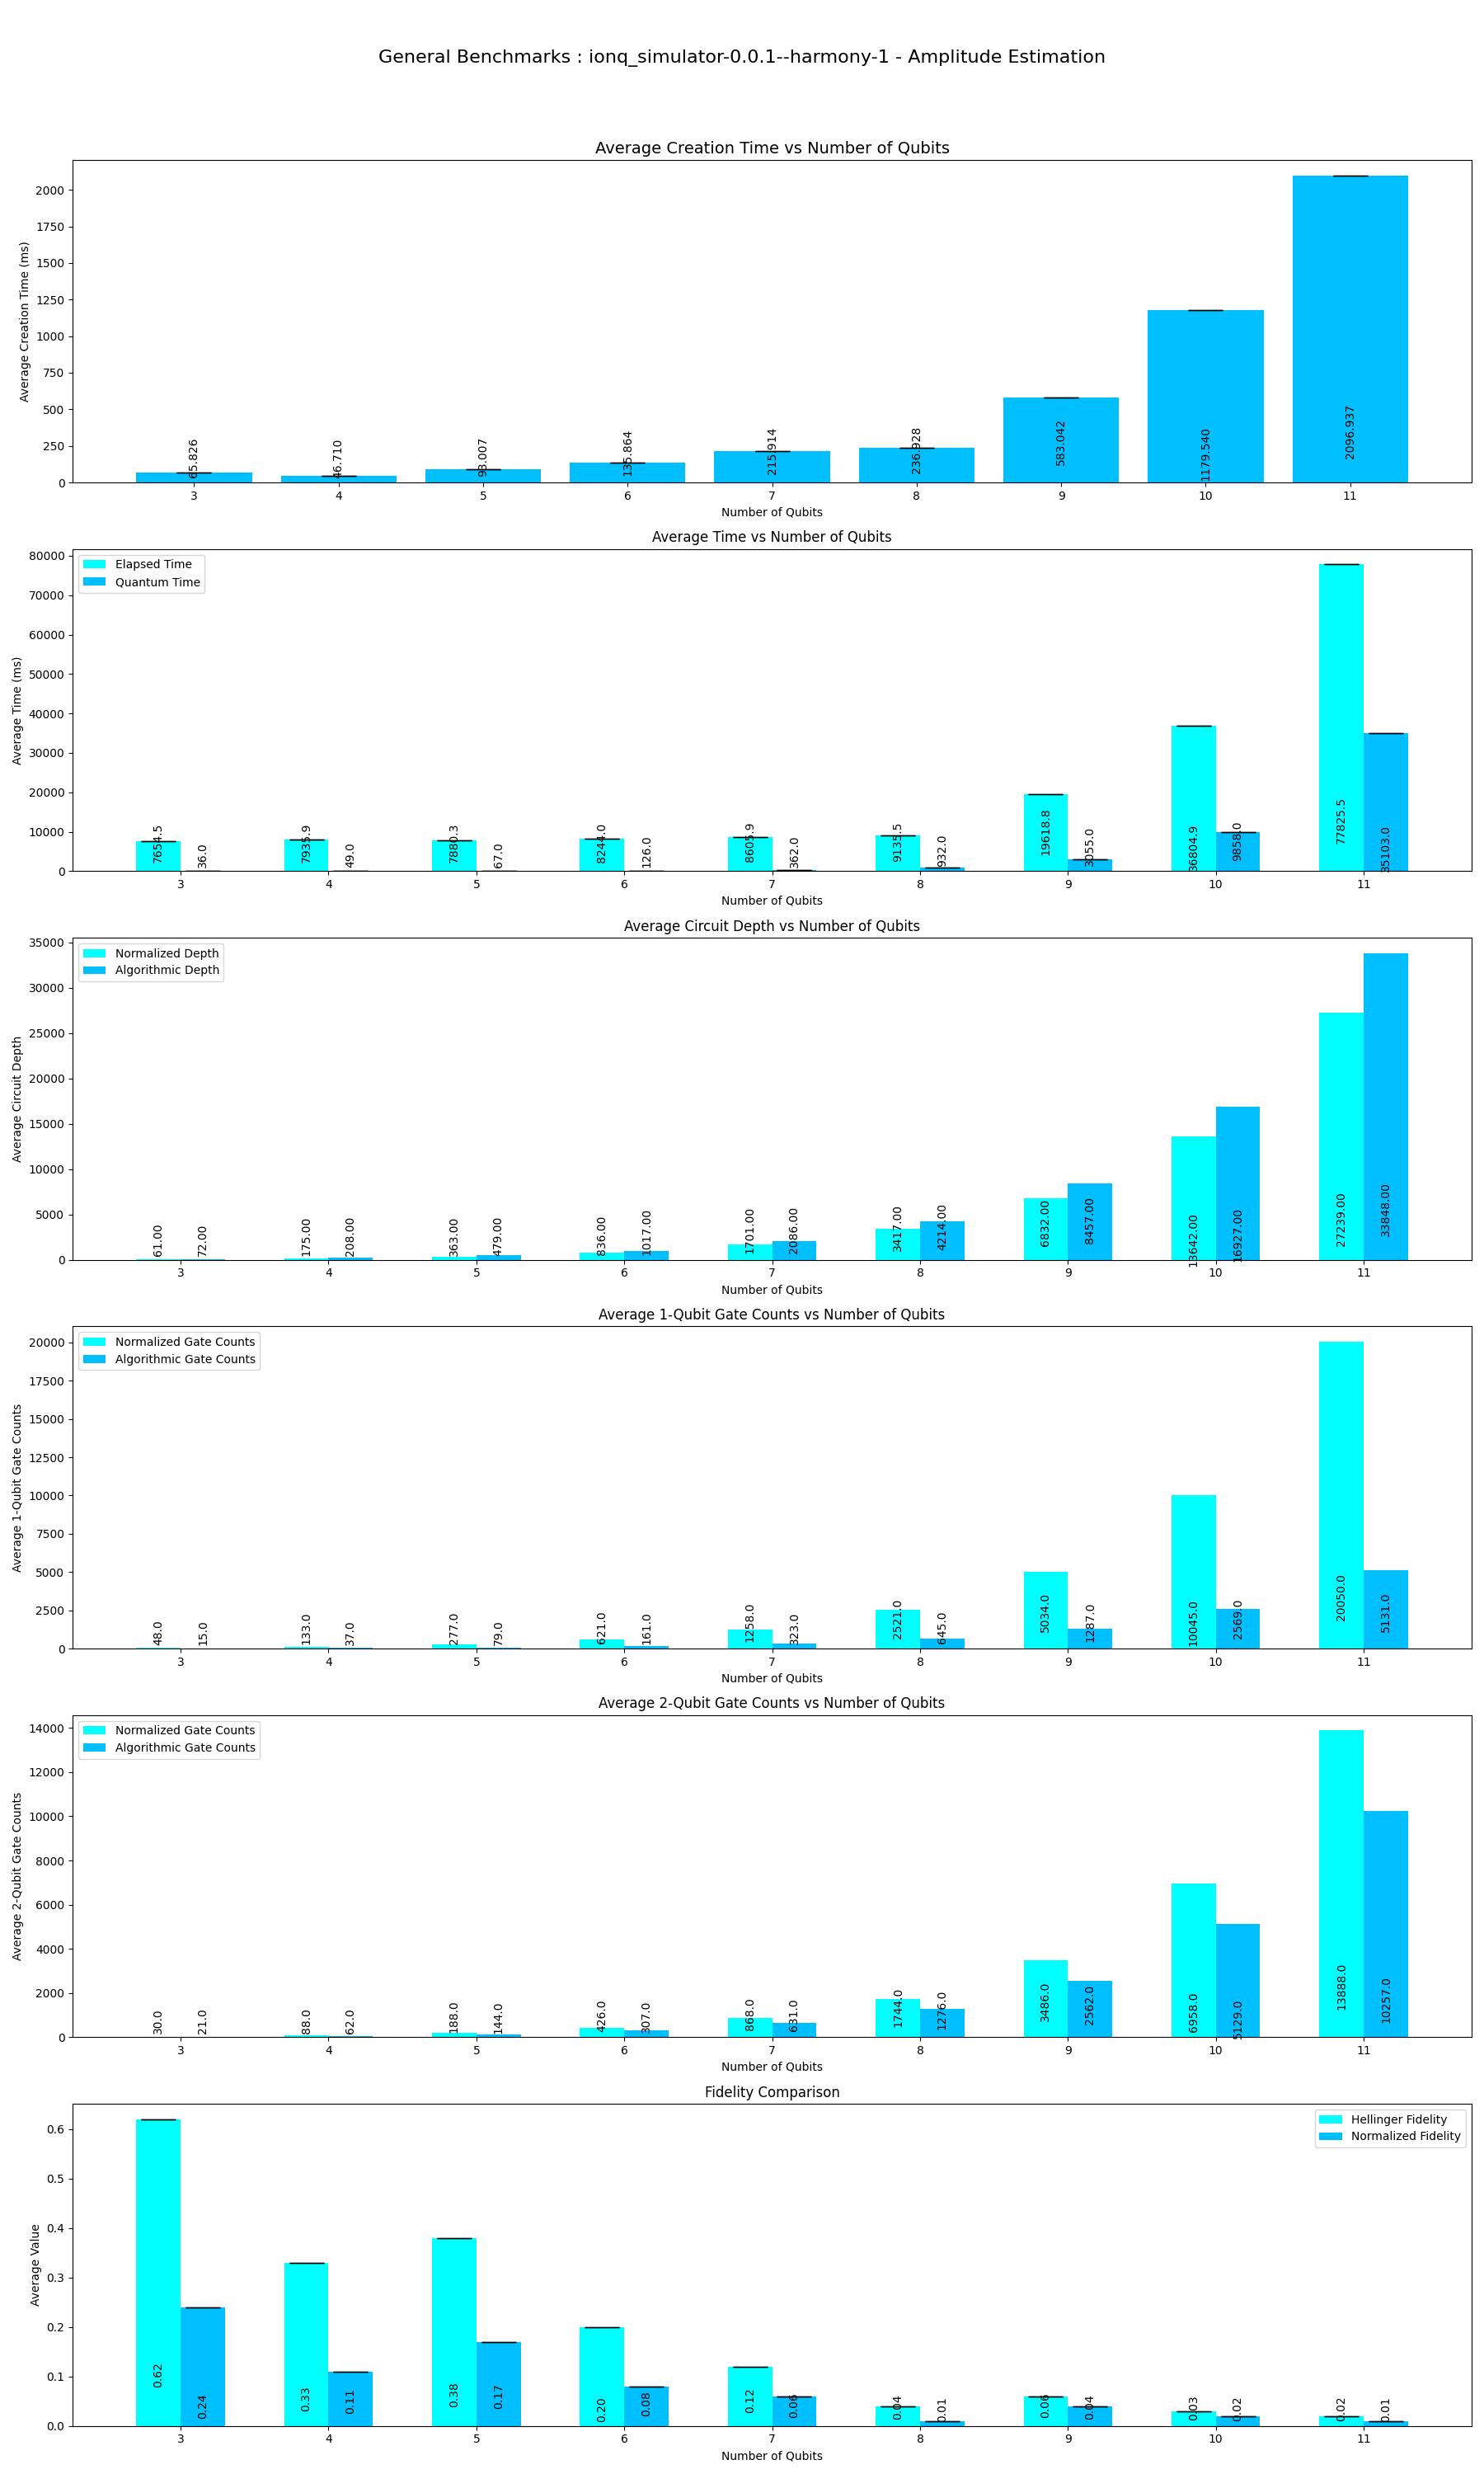 General Benchmarks : ionq_simulator-0.0.1--harmony-1 - Amplitude Estimation
Average Creation Time vs Number of Qubits
Average Creation Time (ms)
2000
1750
1500
1250
1000
750
500
250
0
65.826
46.710
93.007
135.864
215.914
236.928
583.042
1179.540
2096.937
3 4 5 6 7 8 9 10 11
Number of Qubits
Average Time vs Number of Qubits
Elapsed Time
Quantum Time
Average Time (ms)
80000
70000
60000
50000
40000
30000
20000
10000
0
7654.5 36.0
7935.9 49.0
7880.3 67.0
8244.0 126.0
8605.9 362.0
9135.5 932.0
19618.8 3055.0
36804.9 9858.0
77825.5 35103.0
3 4 5 6 7 8 9 10 11
Number of Qubits
Average Circuit Depth vs Number of Qubits
Normalized Depth
Algorithmic Depth
Average Circuit Depth
35000
30000
25000
20000
15000
10000
5000
0
61.00 72.00
175.00 208.00
363.00 479.00
836.00 1017.00
1701.00 2086.00
3417.00 4214.00
6832.00 8457.00
13642.00 16927.00
27239.00 33848.00
3 4 5 6 7 8 9 10 11
Number of Qubits
Average 1-Qubit Gate Counts vs Number of Qubits
Normalized Gate Counts
Algorithmic Gate Counts
Average 1-Qubit Gate Counts
20000
17500
15000
12500
10000
7500
5000
2500
0
48.0 15.0
133.0 37.0
277.0 79.0
621.0 161.0
1258.0 323.0
2521.0 645.0
5034.0 1287.0
10045.0 2569.0
20050.0 5131.0
3 4 5 6 7 8 9 10 11
Number of Qubits
Average 2-Qubit Gate Counts vs Number of Qubits
Normalized Gate Counts
Algorithmic Gate Counts
Average 2-Qubit Gate Counts
14000
12000
10000
8000
6000
4000
2000
0
30.0 21.0
88.0 62.0
188.0 144.0
426.0 307.0
868.0 631.0
1744.0 1276.0
3486.0 2562.0
6958.0 5129.0
13888.0 10257.0
3 4 5 6 7 8 9 10 11
Number of Qubits
Fidelity Comparison
Hellinger Fidelity
Normalized Fidelity
Average Value
0.6
0.5
0.4
0.3
0.2
0.1
0.0
0.62 0.24
0.33 0.11
0.38 0.17
0.20 0.08
0.12 0.06
0.04 0.01
0.06 0.04
0.03 0.02
0.02 0.01
3 4 5 6 7 8 9 10 11
Number of Qubits